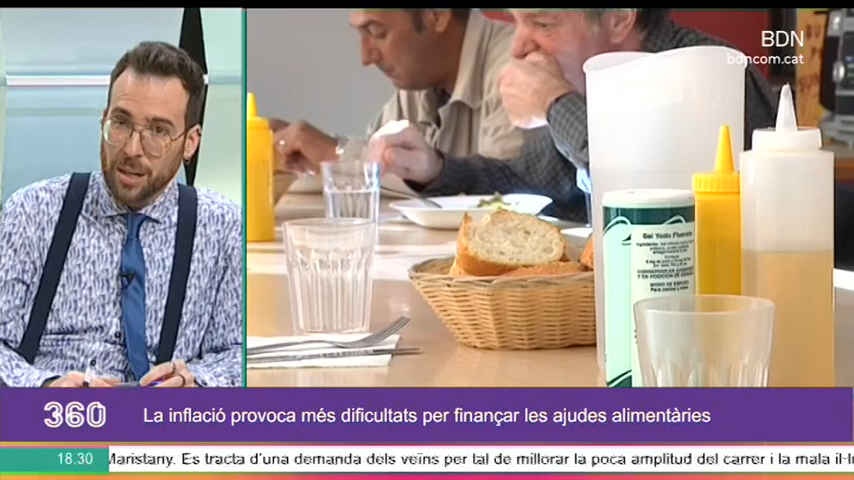 BDN
bdncom.cat
Sal Yodo Fluorada
360
La inflació provoca més dificultats per finançar les ajudes alimentàries
18.30
Maristany. Es tracta d'una demanda dels veïns per tal de millorar la poca amplitud del carrer i la mala il·l